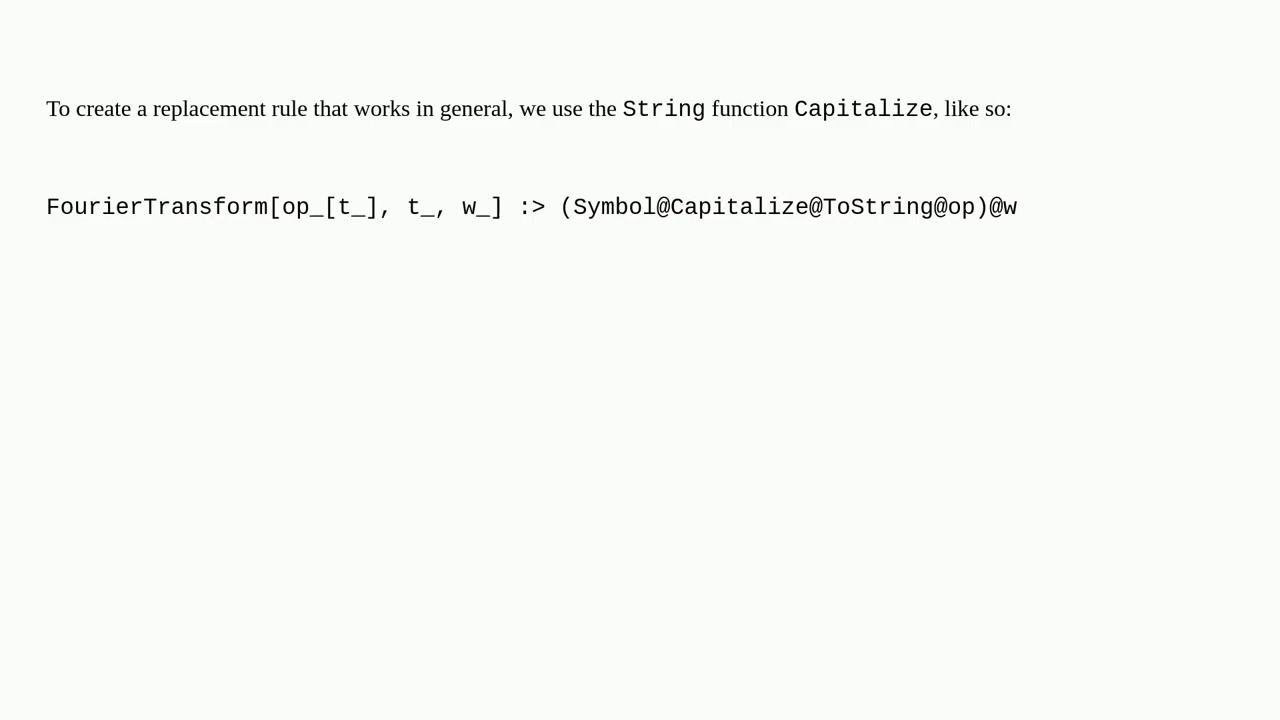 To create a replacement rule that works in general, we use the String function Capitalize, like so:
FourierTransform[op_[t_], t_, w_] :> (Symbol@Capitalize@ToString@op)@w